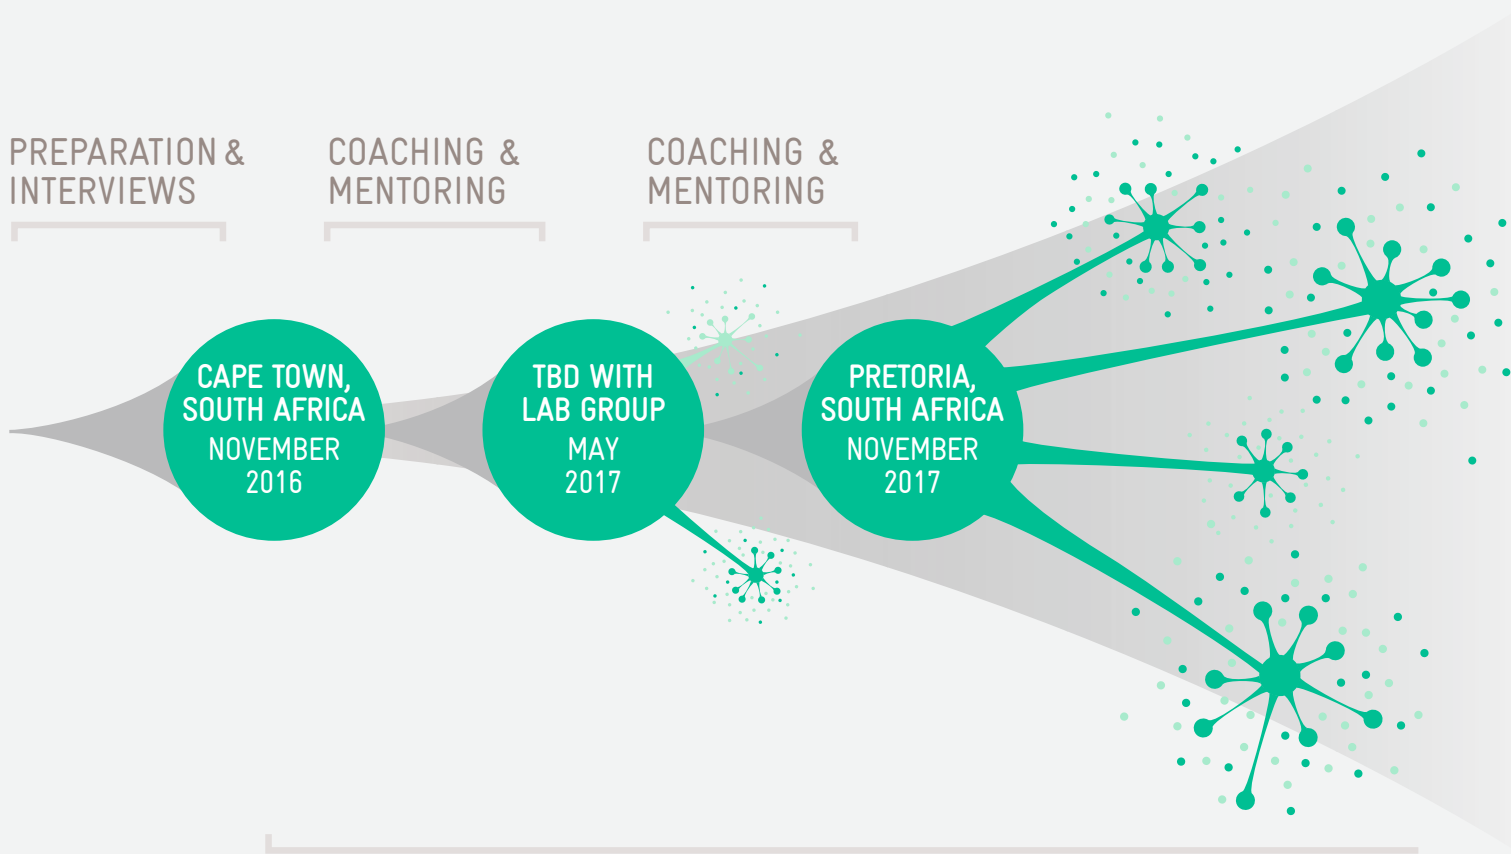 PREPARATION &
INTERVIEWS
COACHING &
MENTORING
COACHING &
MENTORING
CAPE TOWN,
SOUTH AFRICA
NOVEMBER
2016
TBD WITH
LAB GROUP
MAY
2017
PRETORIA,
SOUTH AFRICA
NOVEMBER
2017